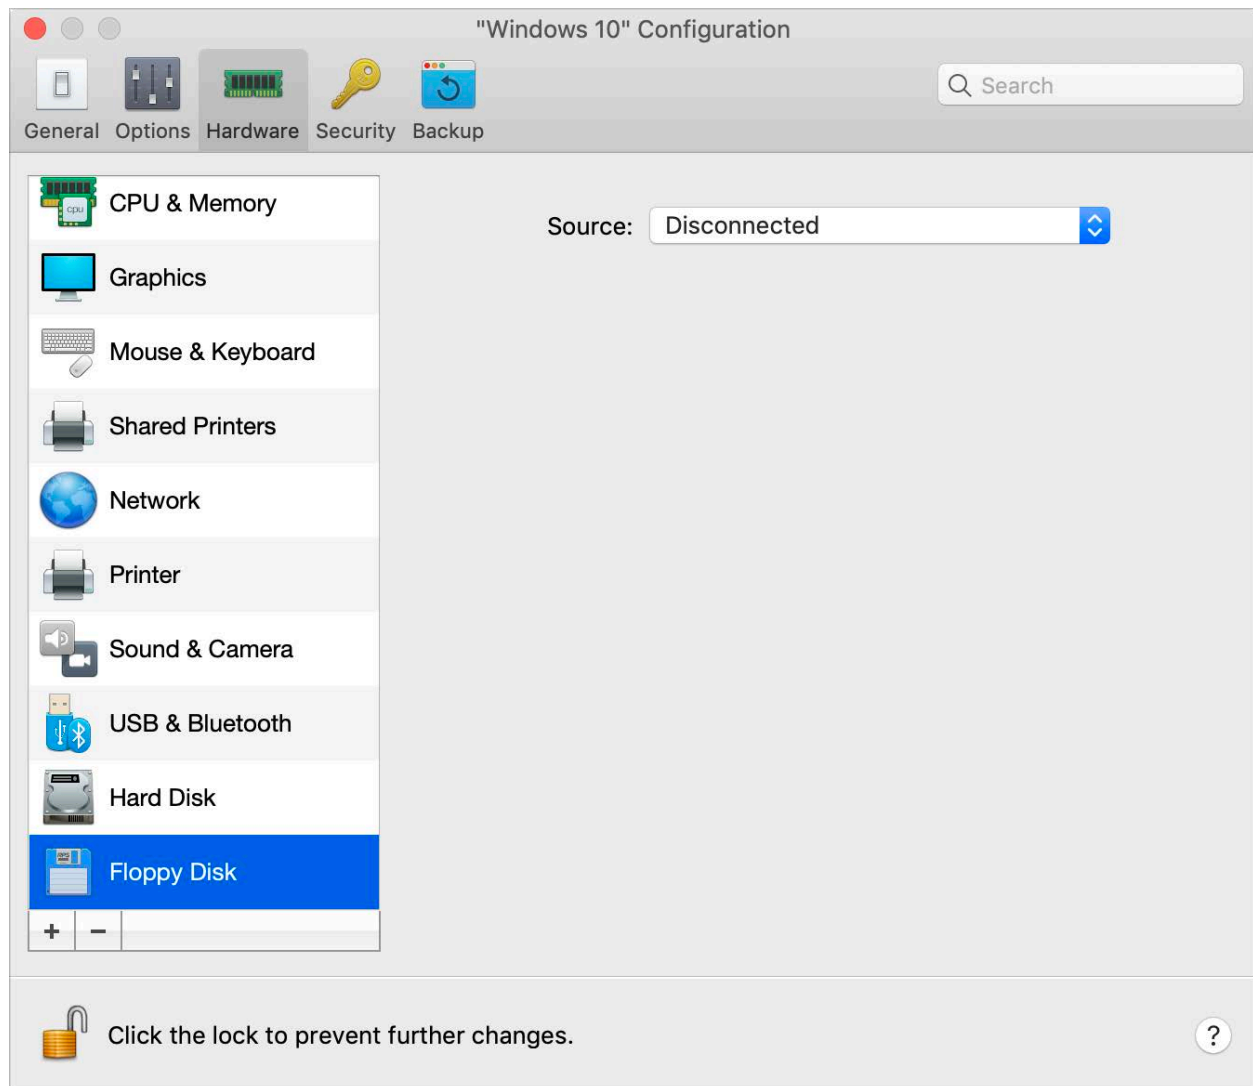 "Windows 10" Configuration
Search
General Options Hardware Security Backup
CPU & Memory
Source: Disconnected
Graphics
Mouse & Keyboard
Shared Printers
Network
Printer
Sound & Camera
USB & Bluetooth
Hard Disk
Floppy Disk
+ −
Click the lock to prevent further changes.
?